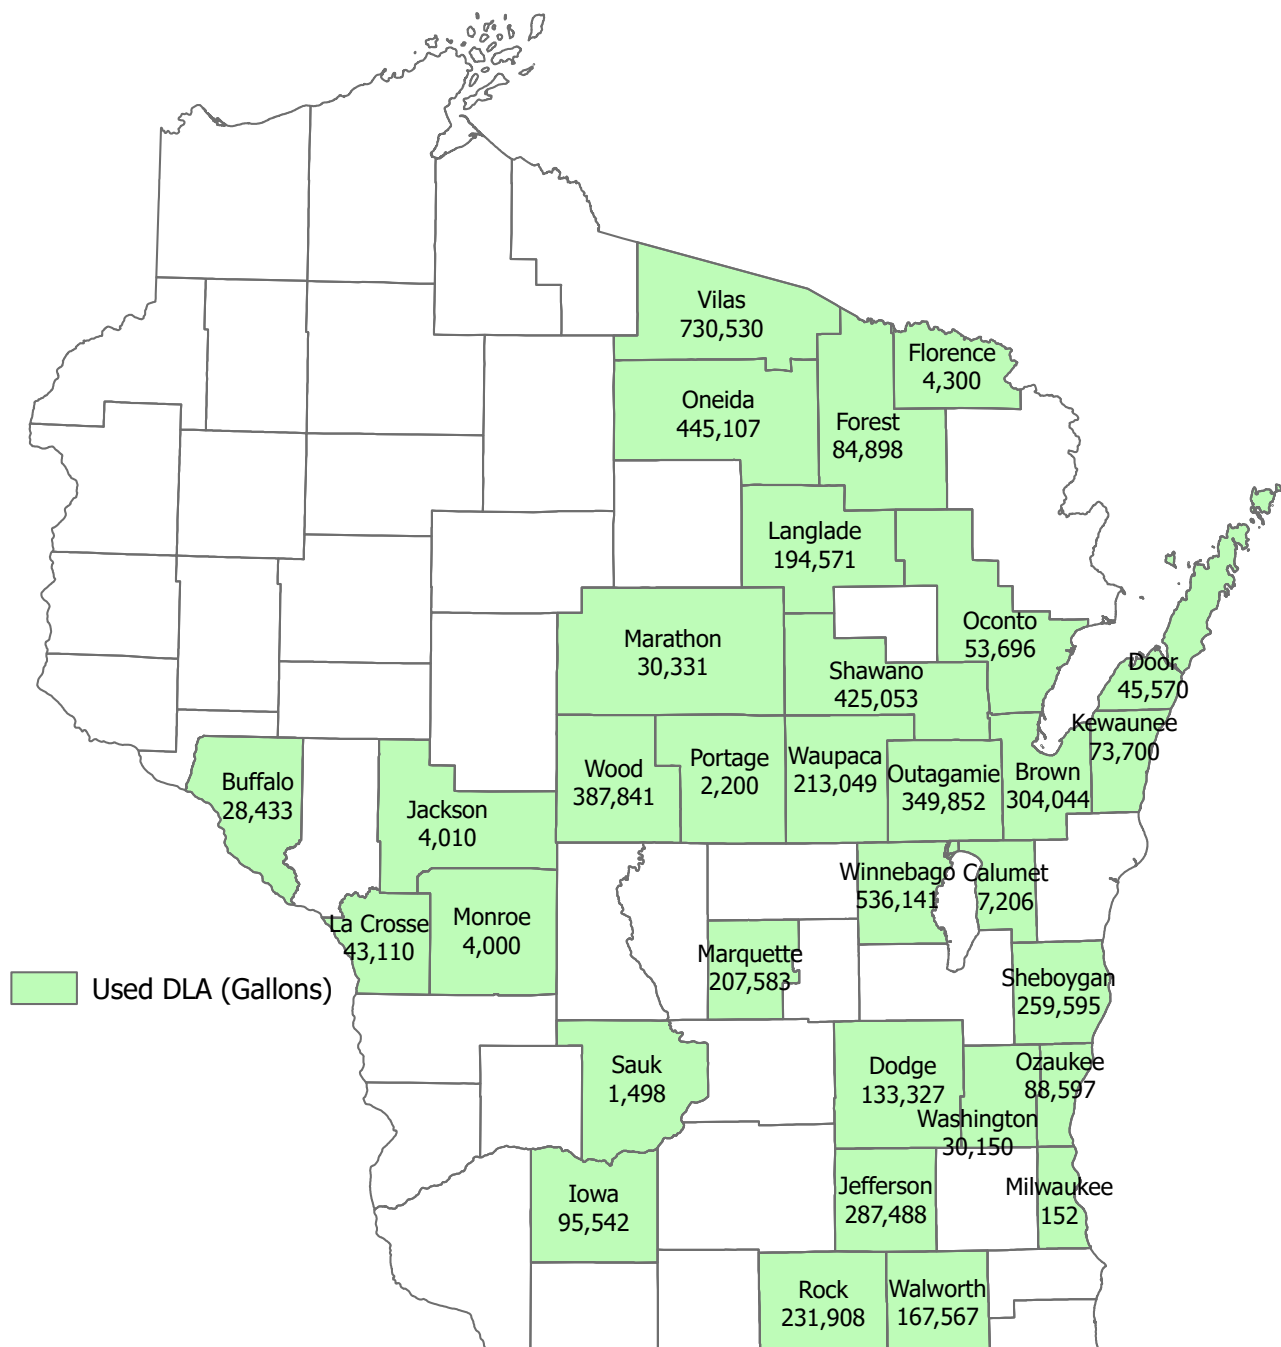 Vilas
730,530
Florence
4,300
Oneida
445,107
Forest
84,898
Langlade
194,571
Oconto
53,696
Marathon
30,331
Shawano
425,053
Door
45,570
Kewaunee
73,700
Buffalo
28,433
Jackson
4,010
Wood
387,841
Portage
2,200
Waupaca
213,049
Outagamie
349,852
Brown
304,044
Winnebago
536,141
Calumet
7,206
La Crosse
43,110
Monroe
4,000
Marquette
207,583
Sheboygan
259,595
Used DLA (Gallons)
Sauk
1,498
Dodge
133,327
Ozaukee
88,597
Washington
30,150
Iowa
95,542
Jefferson
287,488
Milwaukee
152
Rock
231,908
Walworth
167,567